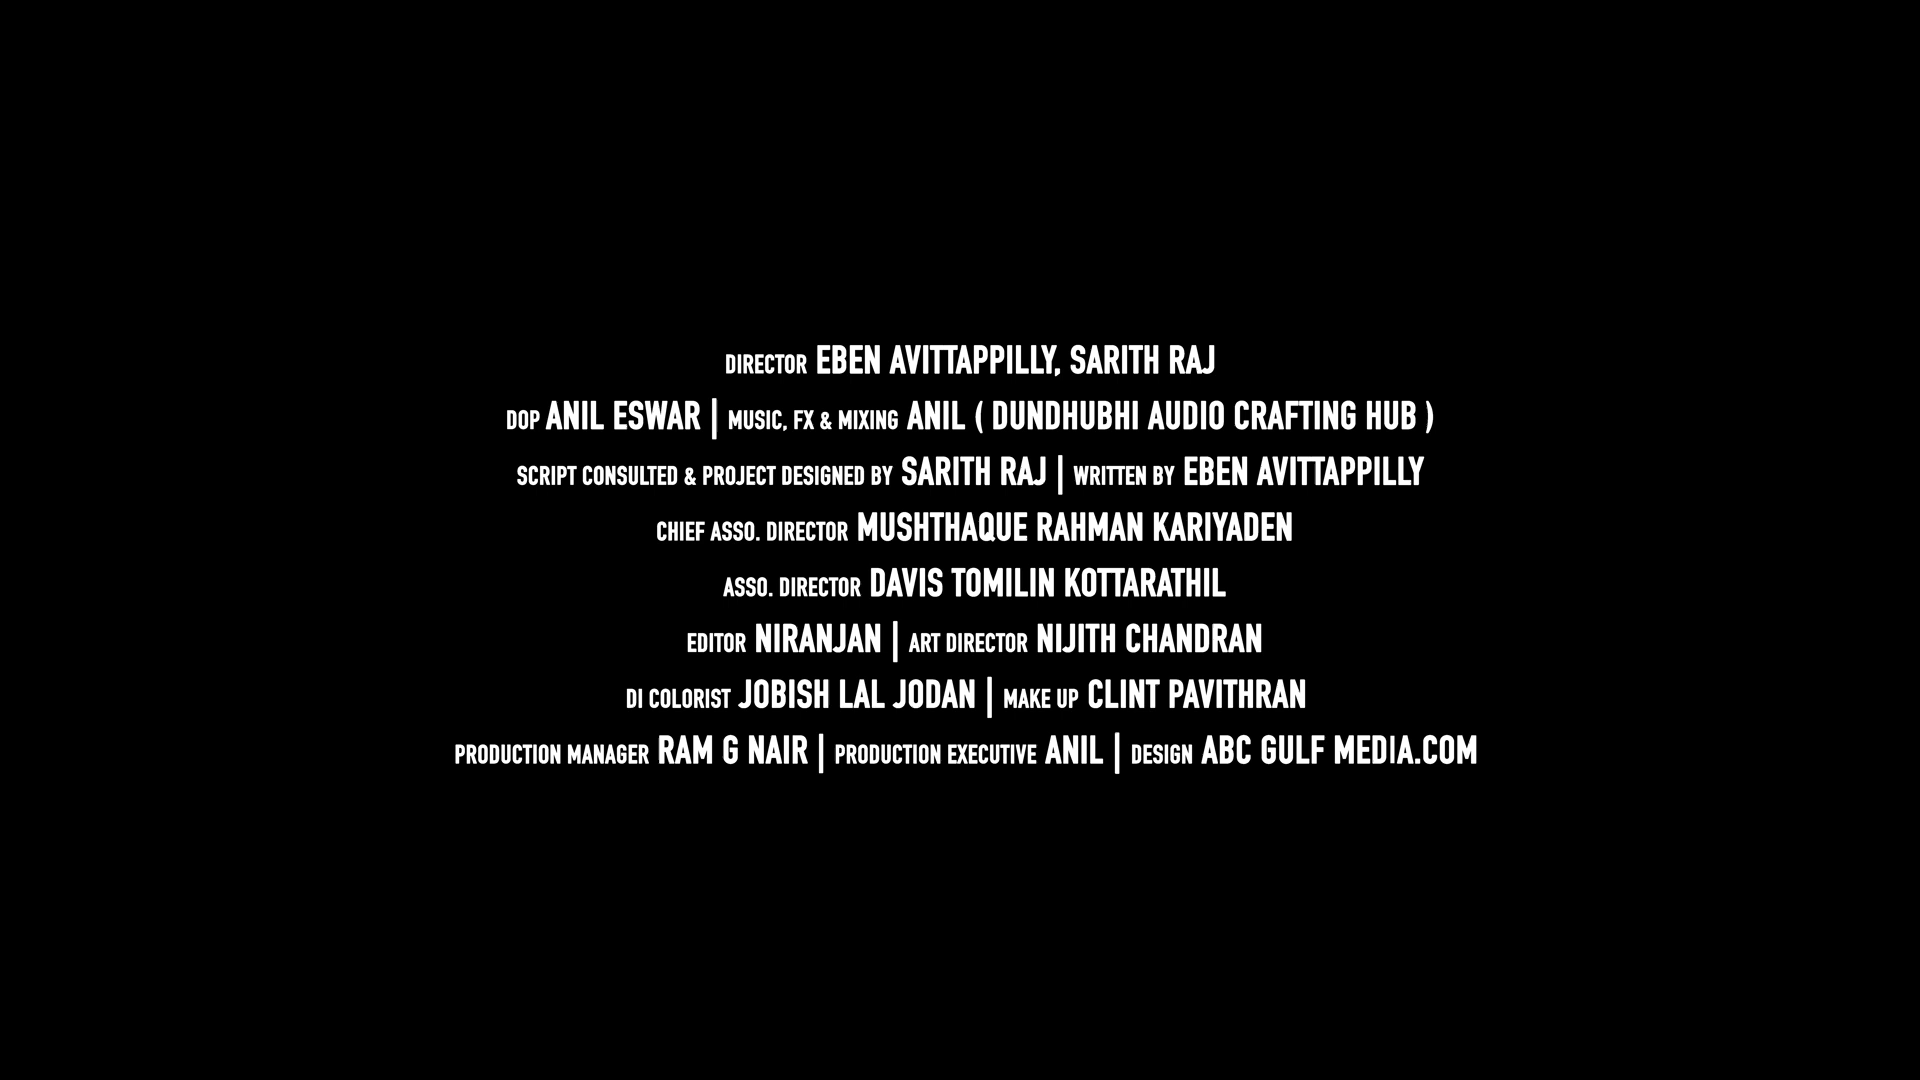 DIRECTOR EBEN AVITTAPPILLY, SARITH RAJ
DOP ANIL ESWAR | MUSIC, FX & MIXING ANIL ( DUNDHUBHI AUDIO CRAFTING HUB )
SCRIPT CONSULTED & PROJECT DESIGNED BY SARITH RAJ | WRITTEN BY EBEN AVITTAPPILLY
CHIEF ASSO. DIRECTOR MUSHTHAQUE RAHMAN KARIYADEN
ASSO. DIRECTOR DAVIS TOMILIN KOTTARATHIL
EDITOR NIRANJAN | ART DIRECTOR NIJITH CHANDRAN
DI COLORIST JOBISH LAL JODAN | MAKE UP CLINT PAVITHRAN
PRODUCTION MANAGER RAM G NAIR | PRODUCTION EXECUTIVE ANIL | DESIGN ABC GULF MEDIA.COM